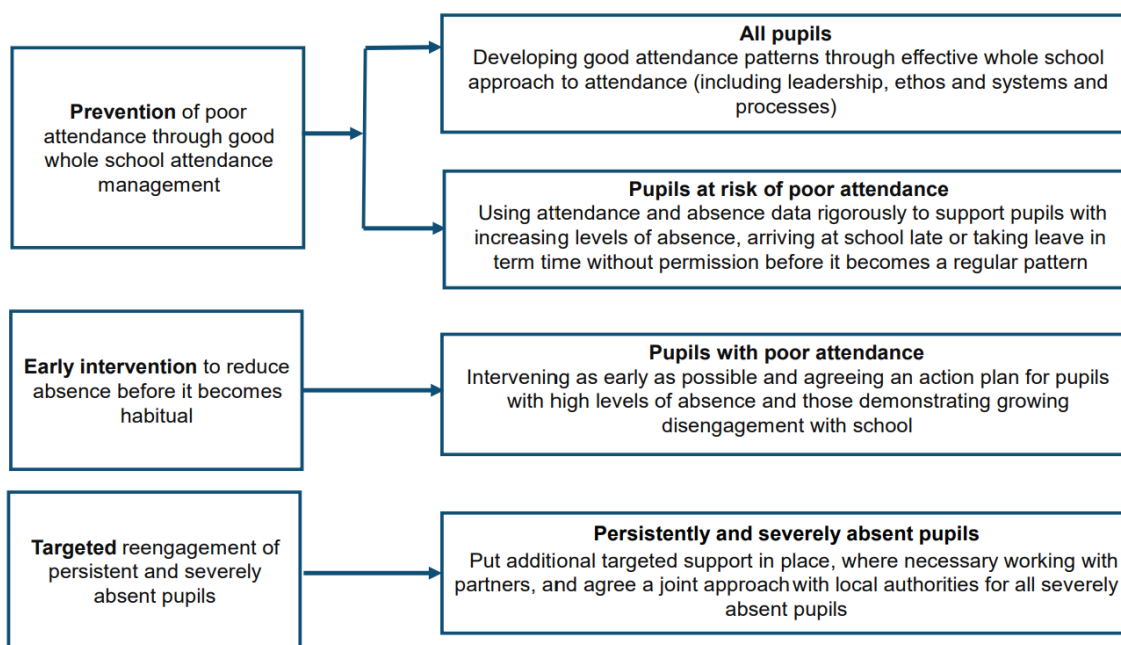 Prevention of poor
attendance through good
whole school attendance
management
All pupils
Developing good attendance patterns through effective whole school
approach to attendance (including leadership, ethos and systems and
processes)
Pupils at risk of poor attendance
Using attendance and absence data rigorously to support pupils with
increasing levels of absence, arriving at school late or taking leave in
term time without permission before it becomes a regular pattern
Early intervention to reduce
absence before it becomes
habitual
Pupils with poor attendance
Intervening as early as possible and agreeing an action plan for pupils
with high levels of absence and those demonstrating growing
disengagement with school
Targeted reengagement of
persistent and severely
absent pupils
Persistently and severely absent pupils
Put additional targeted support in place, where necessary working with
partners, and agree a joint approach with local authorities for all severely
absent pupils